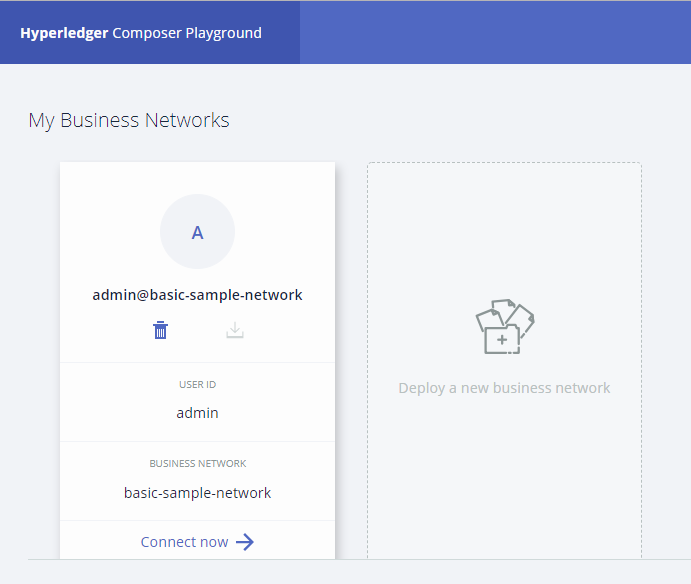 Hyperledger Composer Playground
My Business Networks
A
admin@basic-sample-network
USER ID
admin
BUSINESS NETWORK
basic-sample-network
Connect now
Deploy a new business network